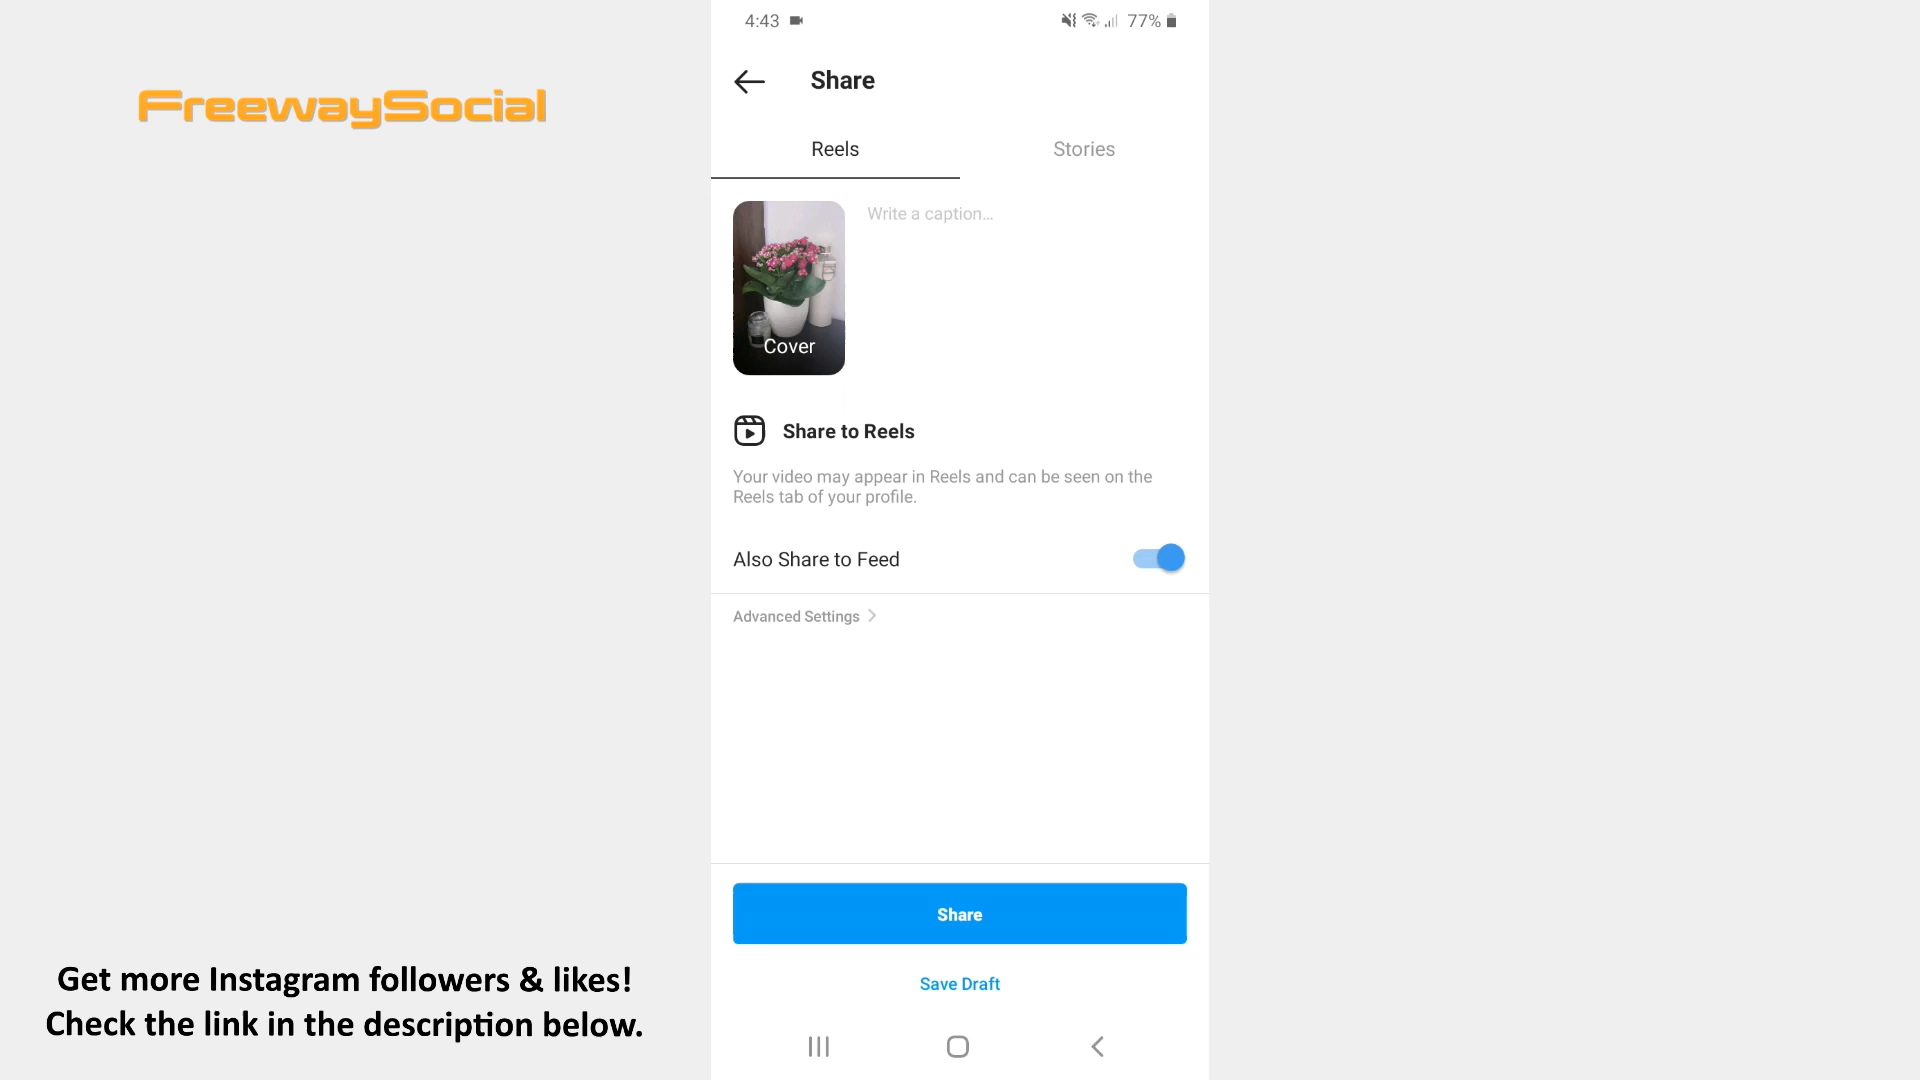 4:43
77%
FreewaySocial
Share
Reels
Stories
Write a caption...
Cover
Share to Reels
Your video may appear in Reels and can be seen on the
Reels tab of your profile.
Also Share to Feed
Advanced Settings
Share
Save Draft
Get more Instagram followers & likes!
Check the link in the description below.